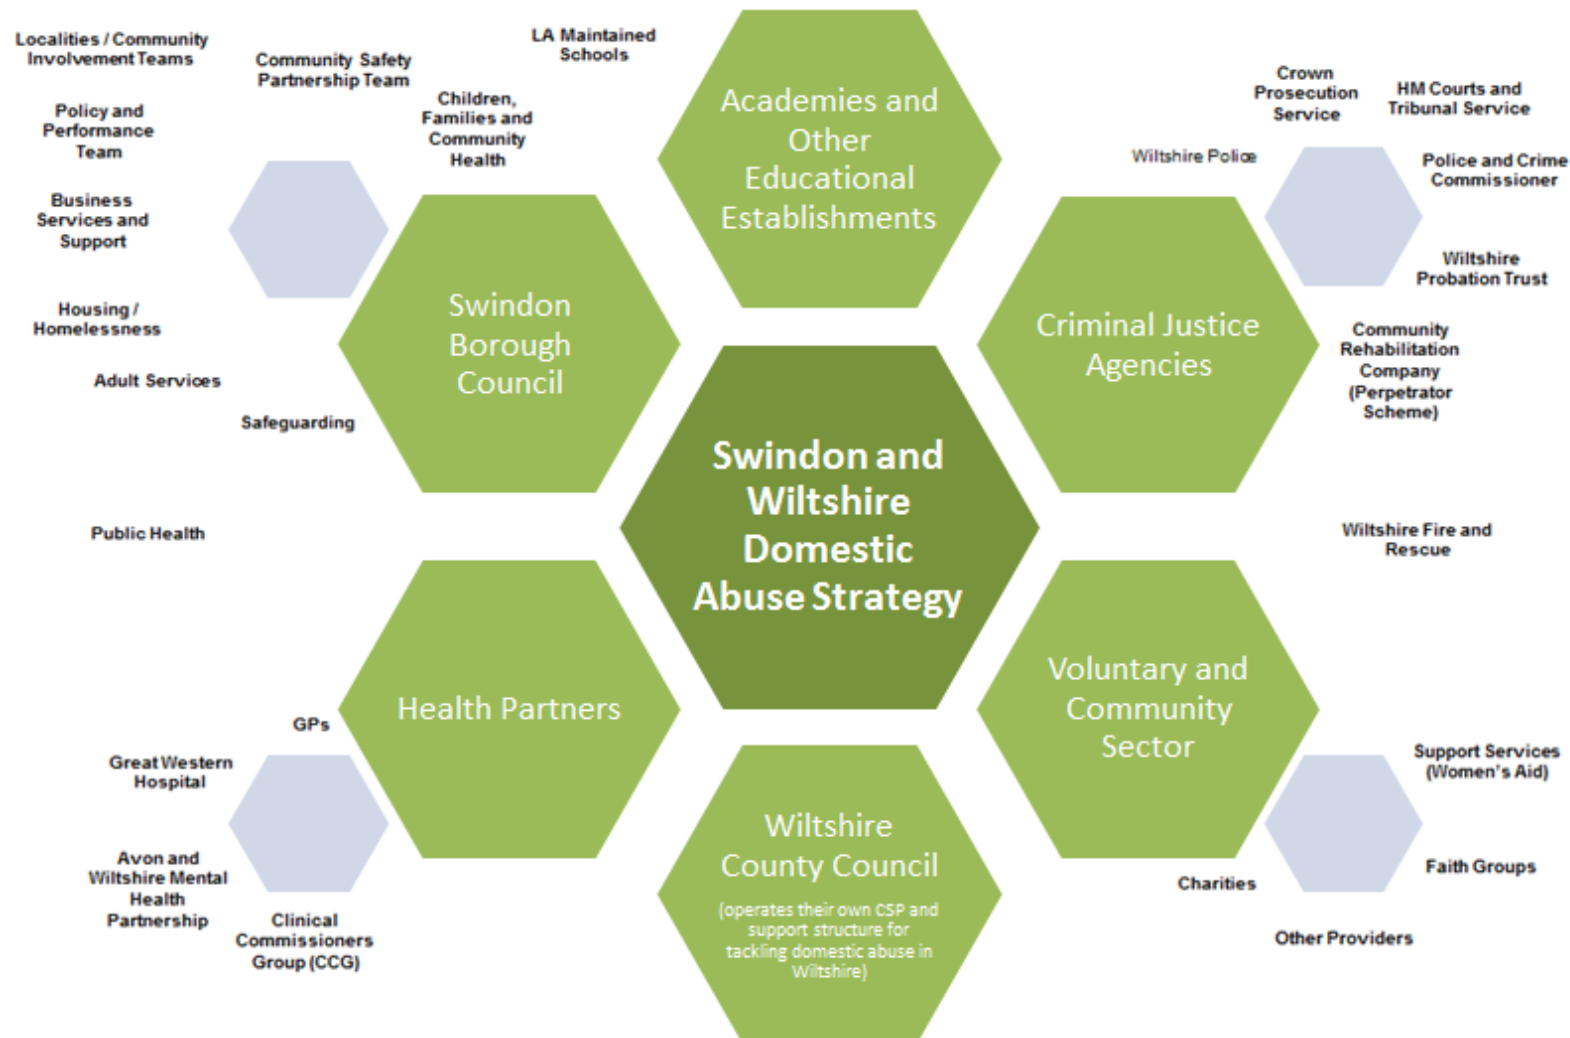 Localities / Community
Involvement Teams
Community Safety
Partnership Team
LA Maintained
Schools
Policy and
Performance
Team
Children,
Families and
Community
Health
Business
Services and
Support
Housing /
Homelessness
Adult Services
Safeguarding
Swindon
Borough
Council
Academies and
Other
Educational
Establishments
Crown
Prosecution
Service
HM Courts and
Tribunal Service
Wiltshire Police
Police and Crime
Commissioner
Wiltshire
Probation Trust
Community
Rehabilitation
Company
(Perpetrator
Scheme)
Criminal Justice
Agencies
Swindon and
Wiltshire
Domestic
Abuse Strategy
Public Health
Wiltshire Fire and
Rescue
Health Partners
GPs
Great Western
Hospital
Avon and
Wiltshire Mental
Health
Partnership
Clinical
Commissioners
Group (CCG)
Wiltshire
County Council
(operates their own CSP and
support structure for
tackling domestic abuse in
Wiltshire)
Voluntary and
Community
Sector
Support Services
(Women's Aid)
Faith Groups
Charities
Other Providers